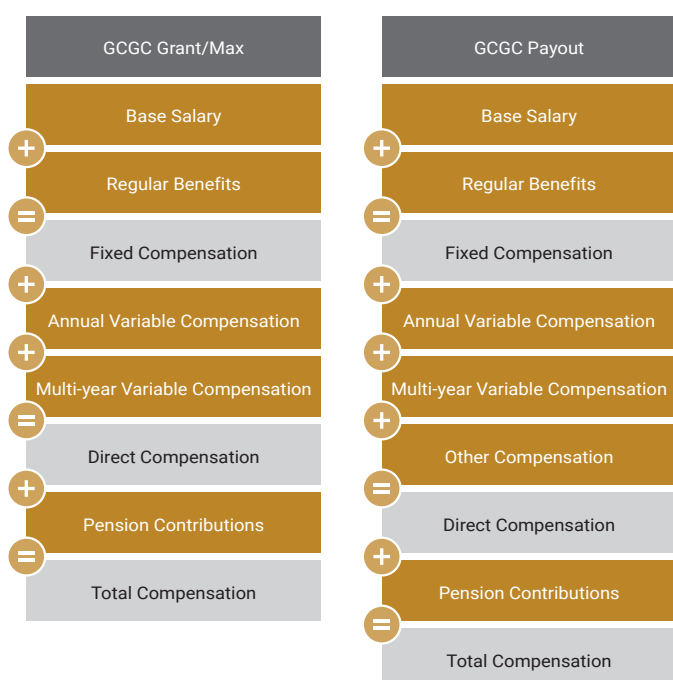 GCGC Grant/Max
Base Salary
+
Regular Benefits
=
Fixed Compensation
+
Annual Variable Compensation
+
Multi-year Variable Compensation
=
Direct Compensation
+
Pension Contributions
=
Total Compensation
GCGC Payout
Base Salary
+
Regular Benefits
=
Fixed Compensation
+
Annual Variable Compensation
+
Multi-year Variable Compensation
+
Other Compensation
=
Direct Compensation
+
Pension Contributions
=
Total Compensation